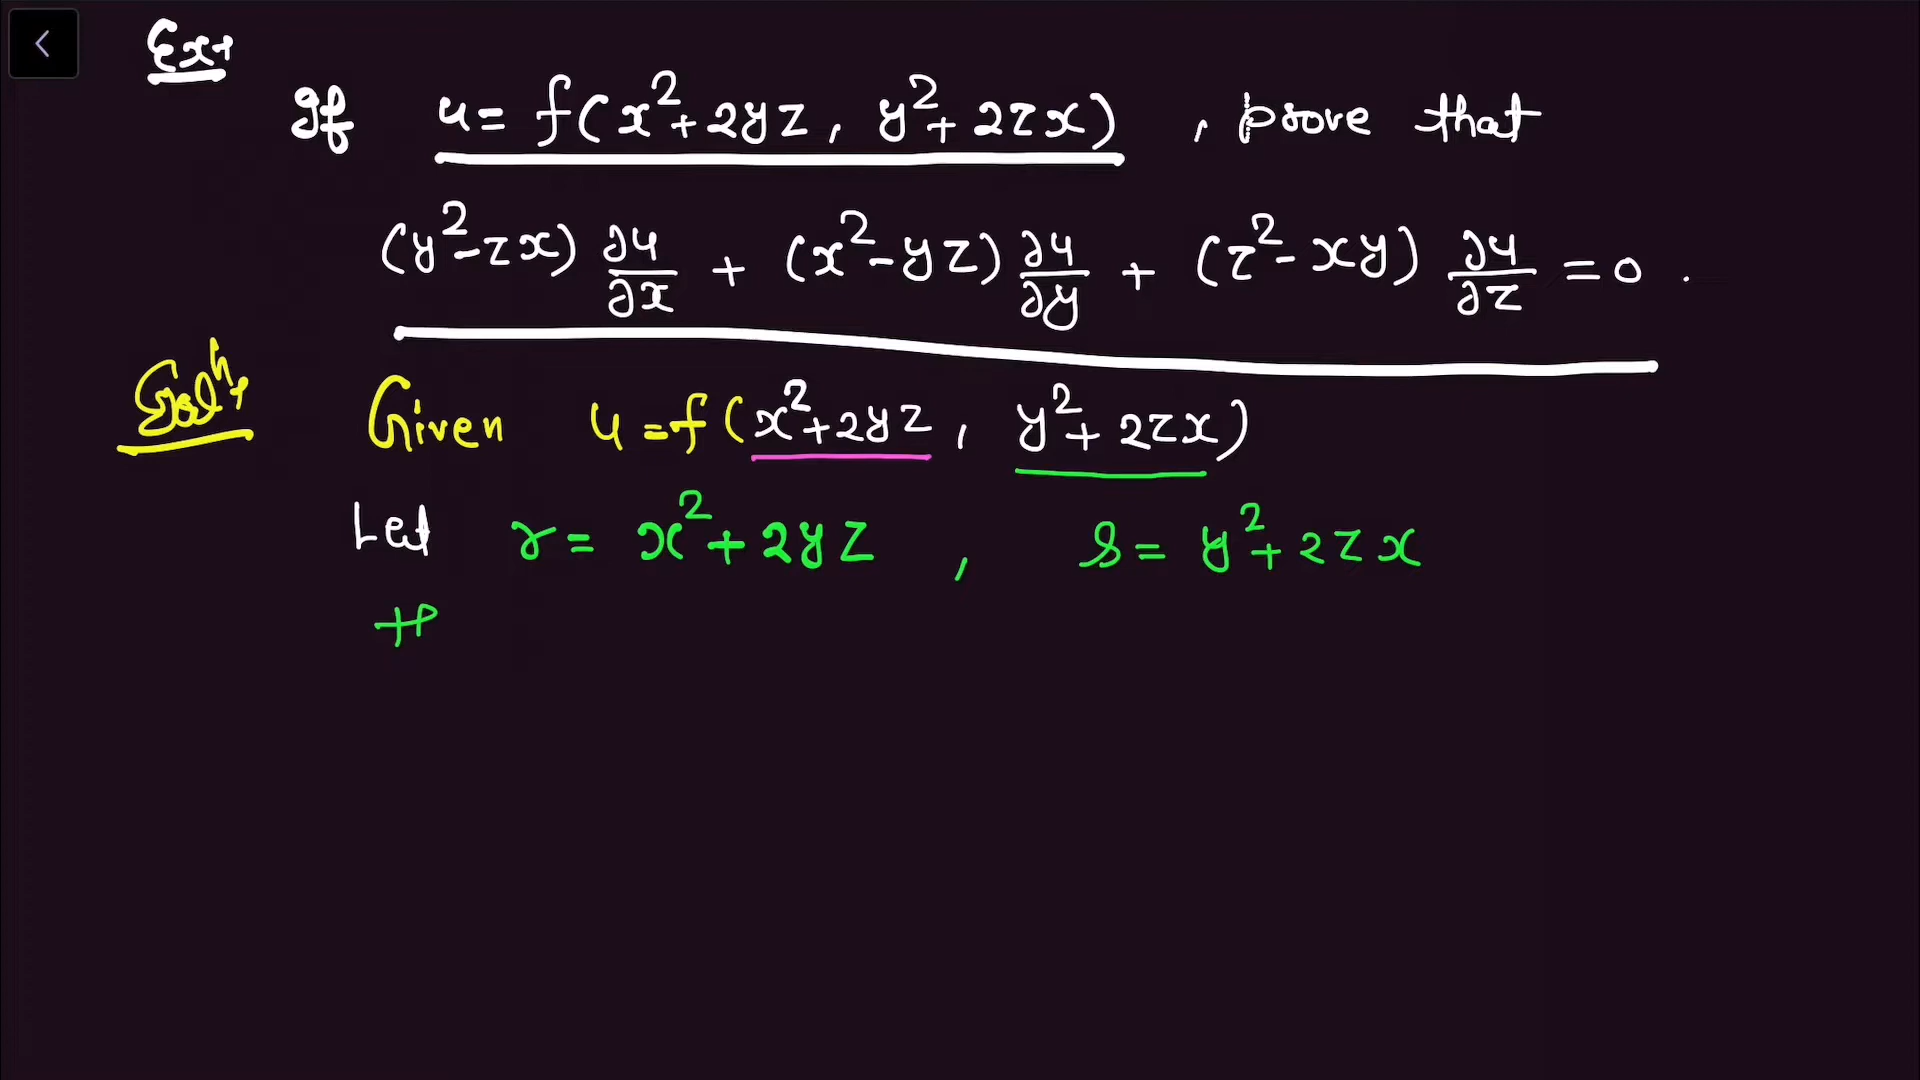 Ex→
If u = f(x²+2yz, y²+2zx), prove that
(y²-zx) ∂u/∂x + (x²-yz) ∂u/∂y + (z²-xy) ∂u/∂z = 0.
Solⁿ→ Given u = f(x²+2yz, y²+2zx)
Let r = x²+2yz, s = y²+2zx